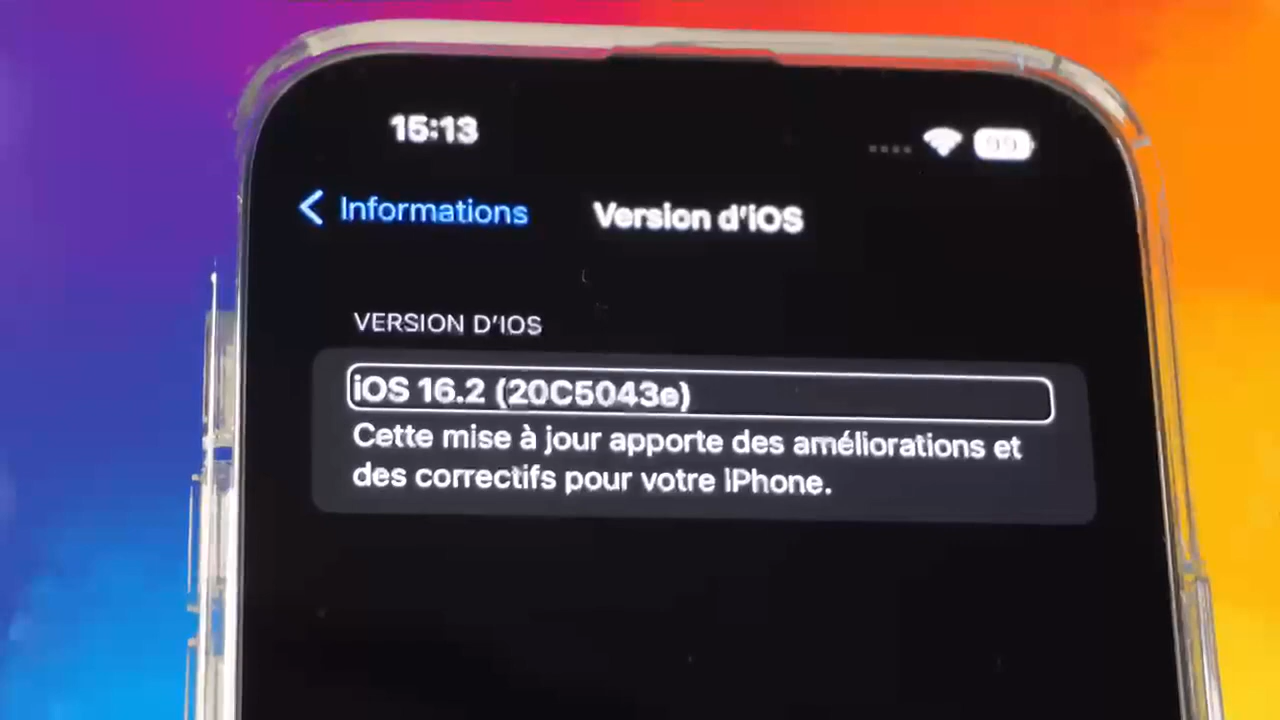 15:13
99
Informations
Version d'iOS
VERSION D'IOS
iOS 16.2 (20C5043e)
Cette mise à jour apporte des améliorations et
des correctifs pour votre iPhone.